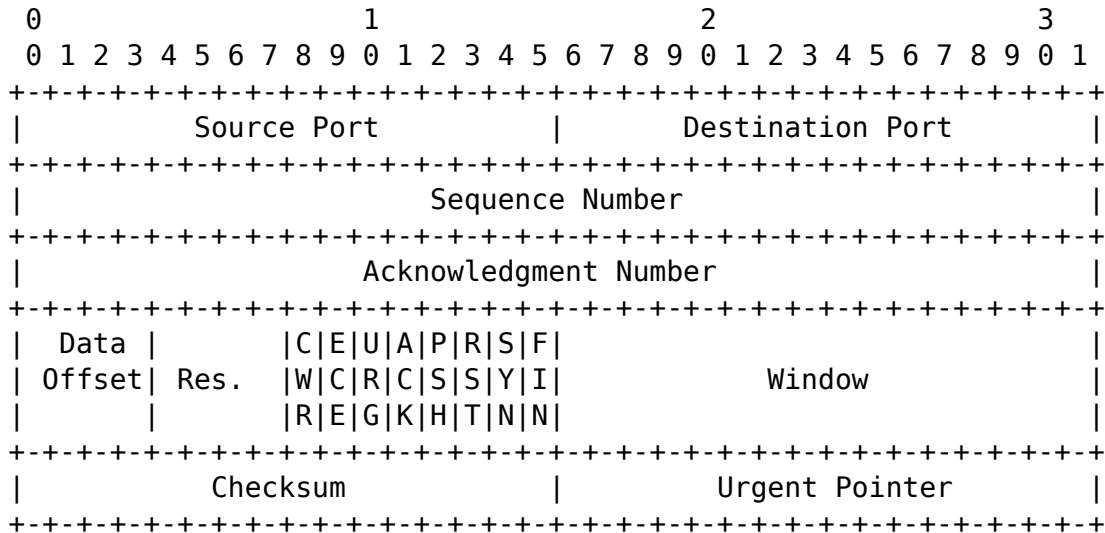 0                   1                   2                   3
 0 1 2 3 4 5 6 7 8 9 0 1 2 3 4 5 6 7 8 9 0 1 2 3 4 5 6 7 8 9 0 1
+-+-+-+-+-+-+-+-+-+-+-+-+-+-+-+-+-+-+-+-+-+-+-+-+-+-+-+-+-+-+-+-+
|          Source Port          |       Destination Port        |
+-+-+-+-+-+-+-+-+-+-+-+-+-+-+-+-+-+-+-+-+-+-+-+-+-+-+-+-+-+-+-+-+
|                        Sequence Number                        |
+-+-+-+-+-+-+-+-+-+-+-+-+-+-+-+-+-+-+-+-+-+-+-+-+-+-+-+-+-+-+-+-+
|                    Acknowledgment Number                      |
+-+-+-+-+-+-+-+-+-+-+-+-+-+-+-+-+-+-+-+-+-+-+-+-+-+-+-+-+-+-+-+-+
|  Data |       |C|E|U|A|P|R|S|F|                               |
| Offset| Res.  |W|C|R|C|S|S|Y|I|            Window             |
|       |       |R|E|G|K|H|T|N|N|                               |
+-+-+-+-+-+-+-+-+-+-+-+-+-+-+-+-+-+-+-+-+-+-+-+-+-+-+-+-+-+-+-+-+
|           Checksum            |         Urgent Pointer        |
+-+-+-+-+-+-+-+-+-+-+-+-+-+-+-+-+-+-+-+-+-+-+-+-+-+-+-+-+-+-+-+-+